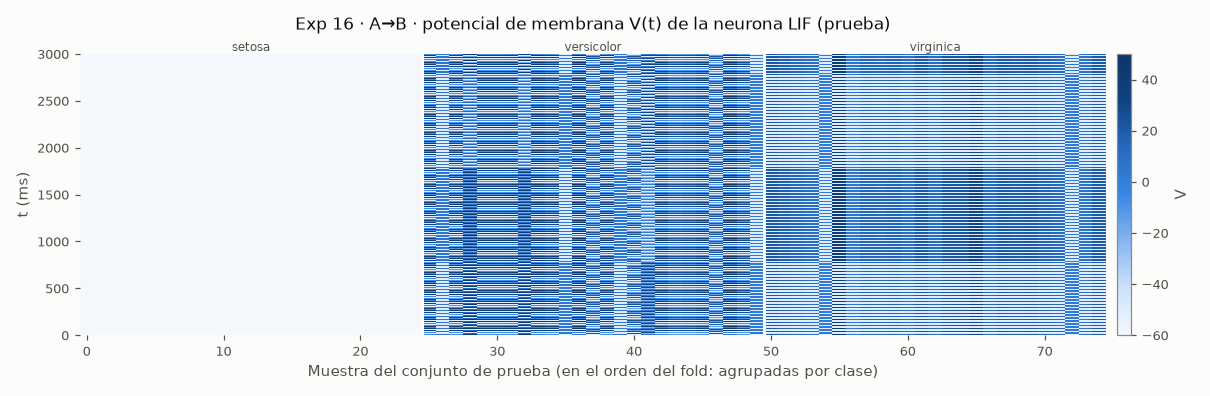 Exp 16 · A→B · potencial de membrana V(t) de la neurona LIF (prueba)
setosa versicolor virginica
3000
2500
2000
1500
1000
500
0
t (ms)
0 10 20 30 40 50 60 70
Muestra del conjunto de prueba (en el orden del fold: agrupadas por clase)
40
20
0
−20
−40
−60
V